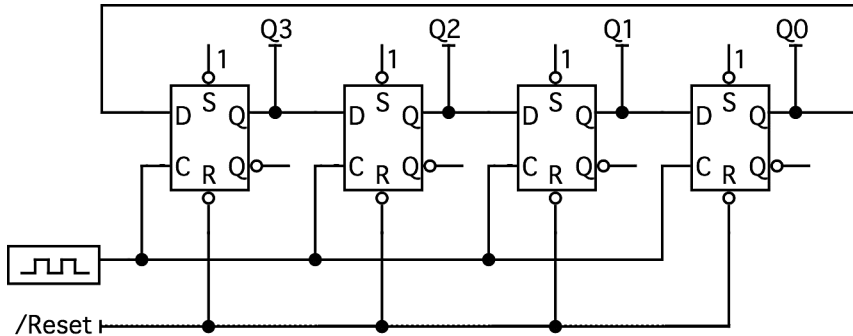 Q3 Q2 Q1 Q0
1 1 1 1
S S S S
D Q D Q D Q D Q
C Q C Q C Q C Q
R R R R
/Reset